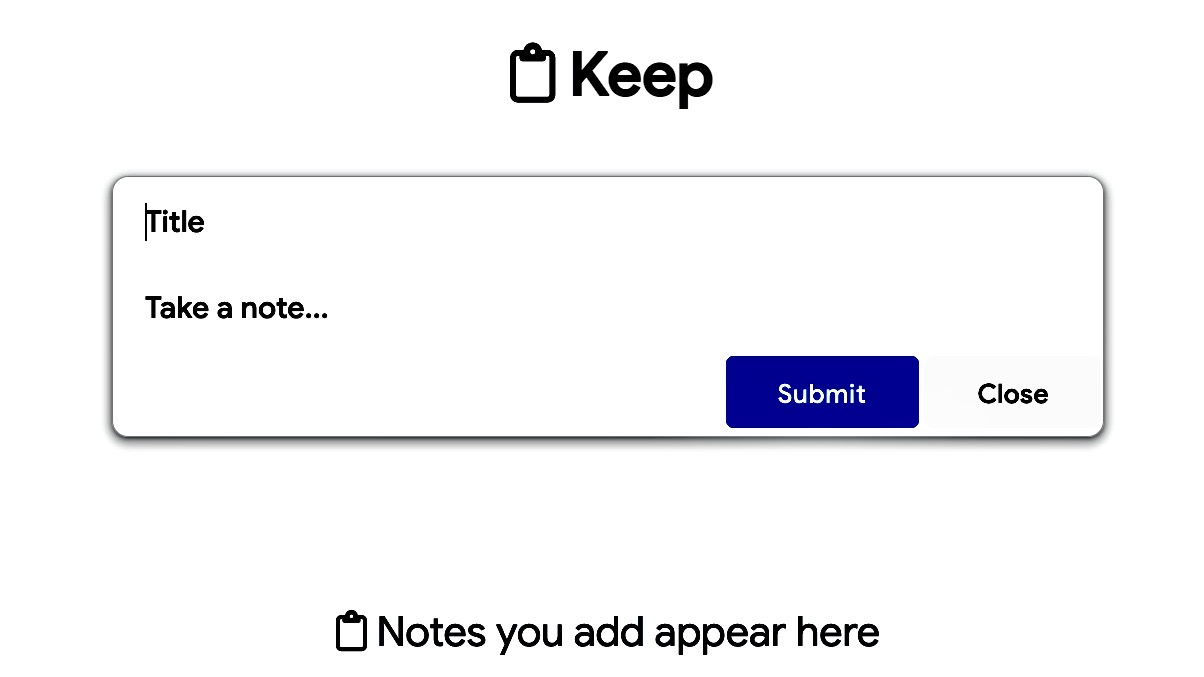 Keep
Title
Take a note...
Submit Close
Notes you add appear here